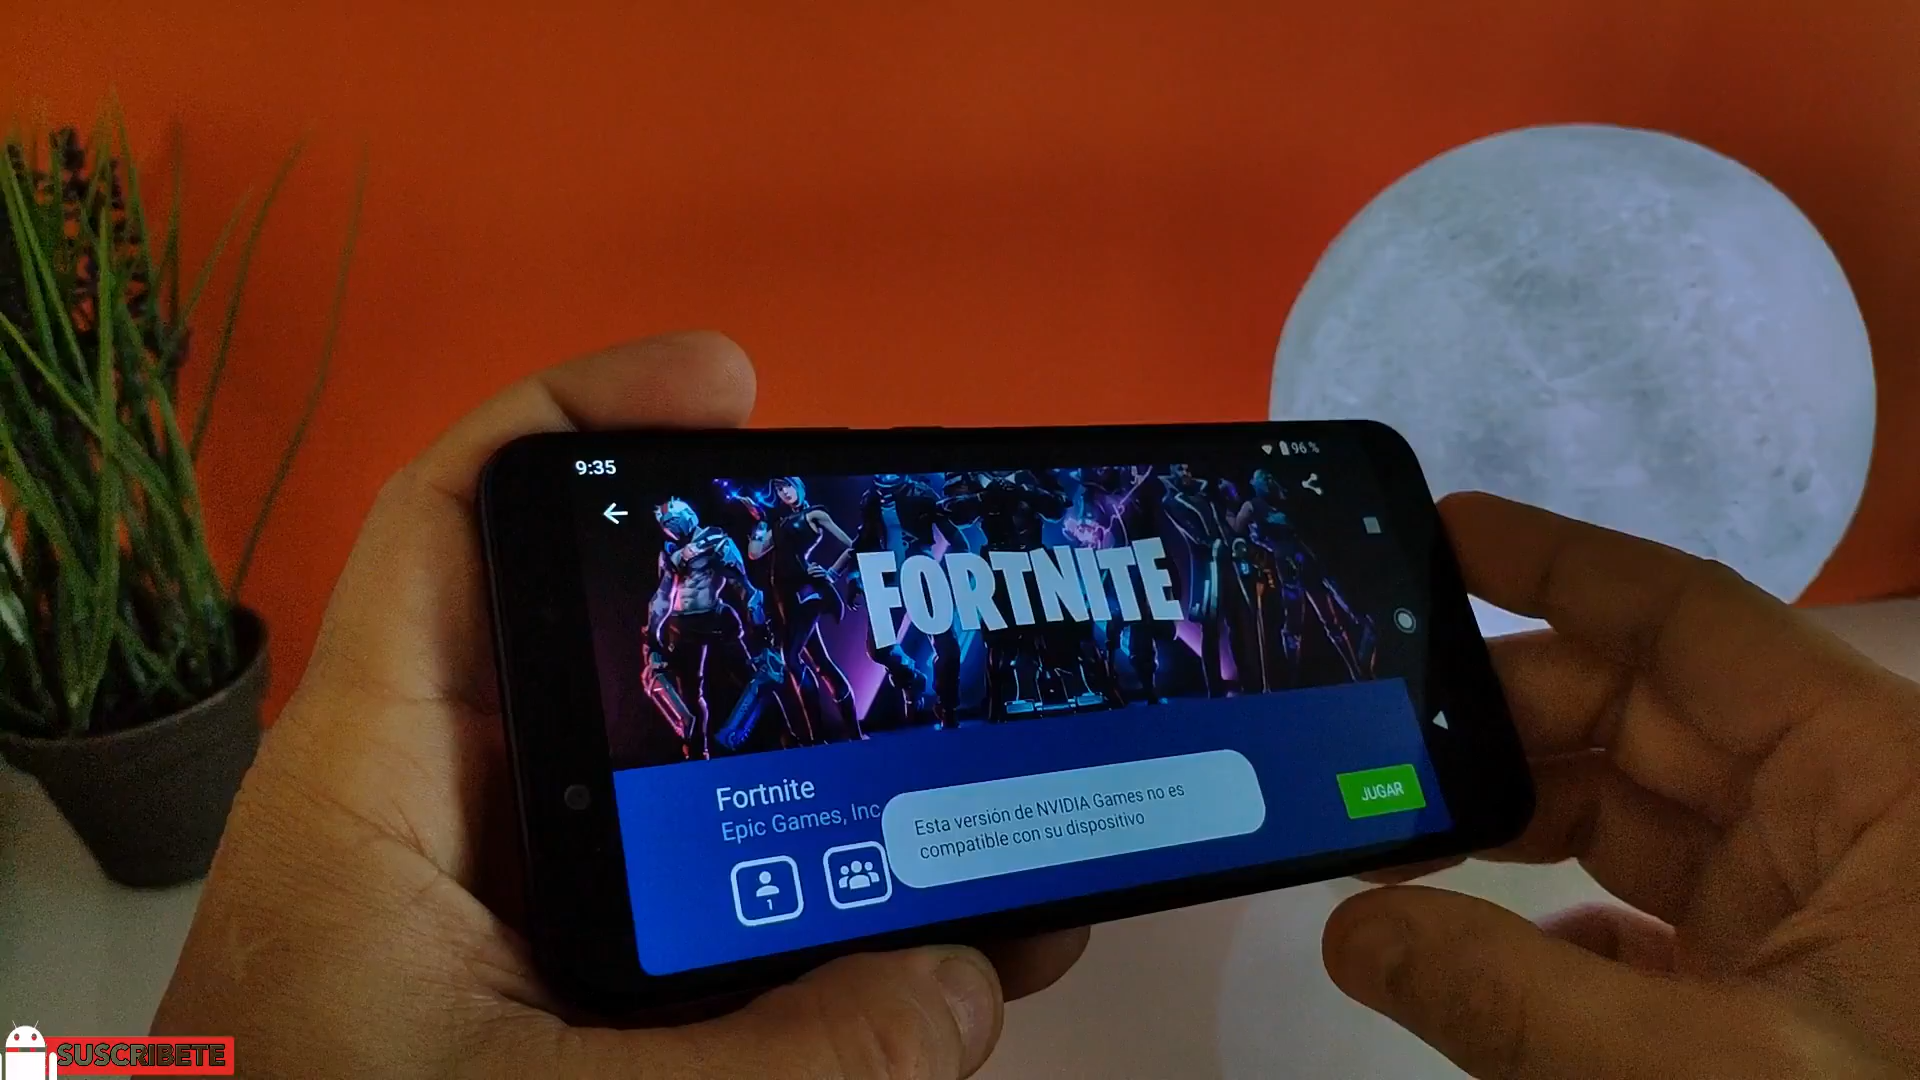 9:35
96%
FORTNITE
Fortnite
Epic Games, Inc
Esta versión de NVIDIA Games no es
compatible con su dispositivo
JUGAR
1
SUSCRIBETE